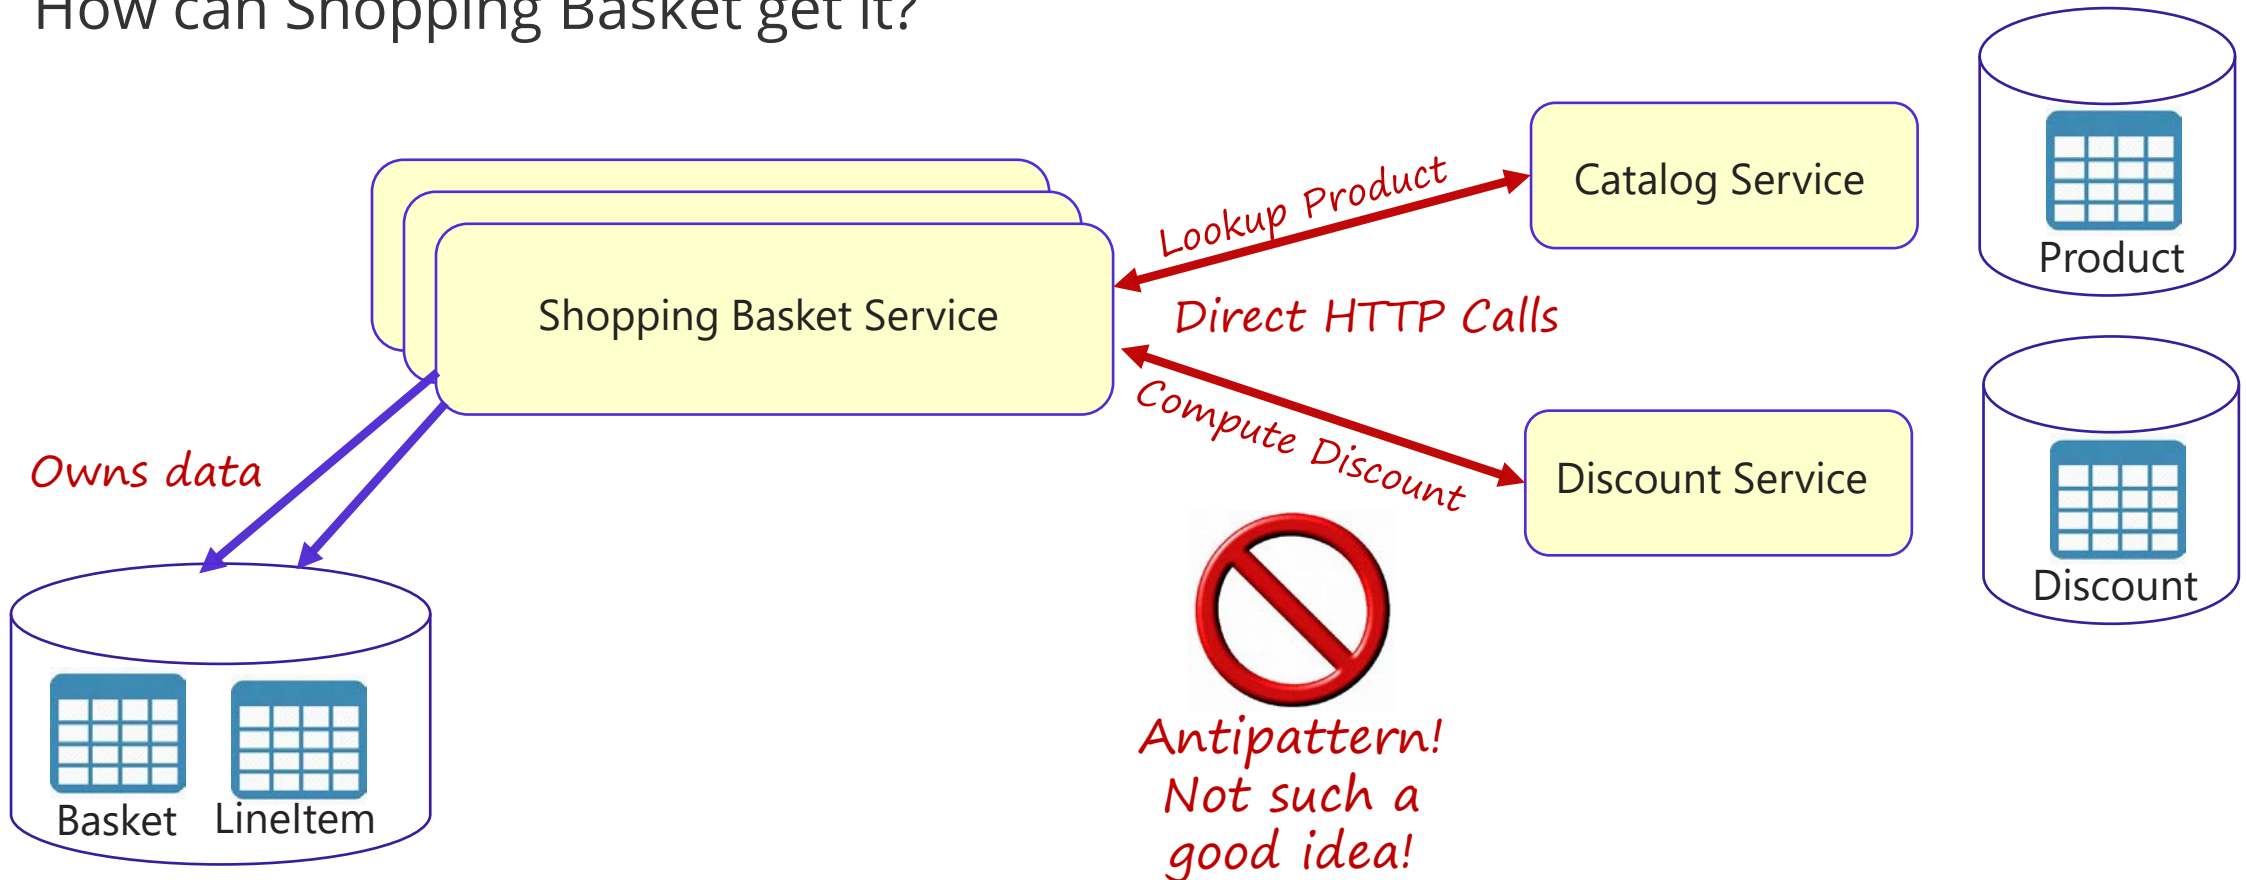 How can Shopping Basket get it?
Catalog Service
Product
Lookup Product
Shopping Basket Service
Direct HTTP Calls
Compute Discount
Owns data
Discount Service
Discount
Basket
LineItem
Antipattern!
Not such a
good idea!